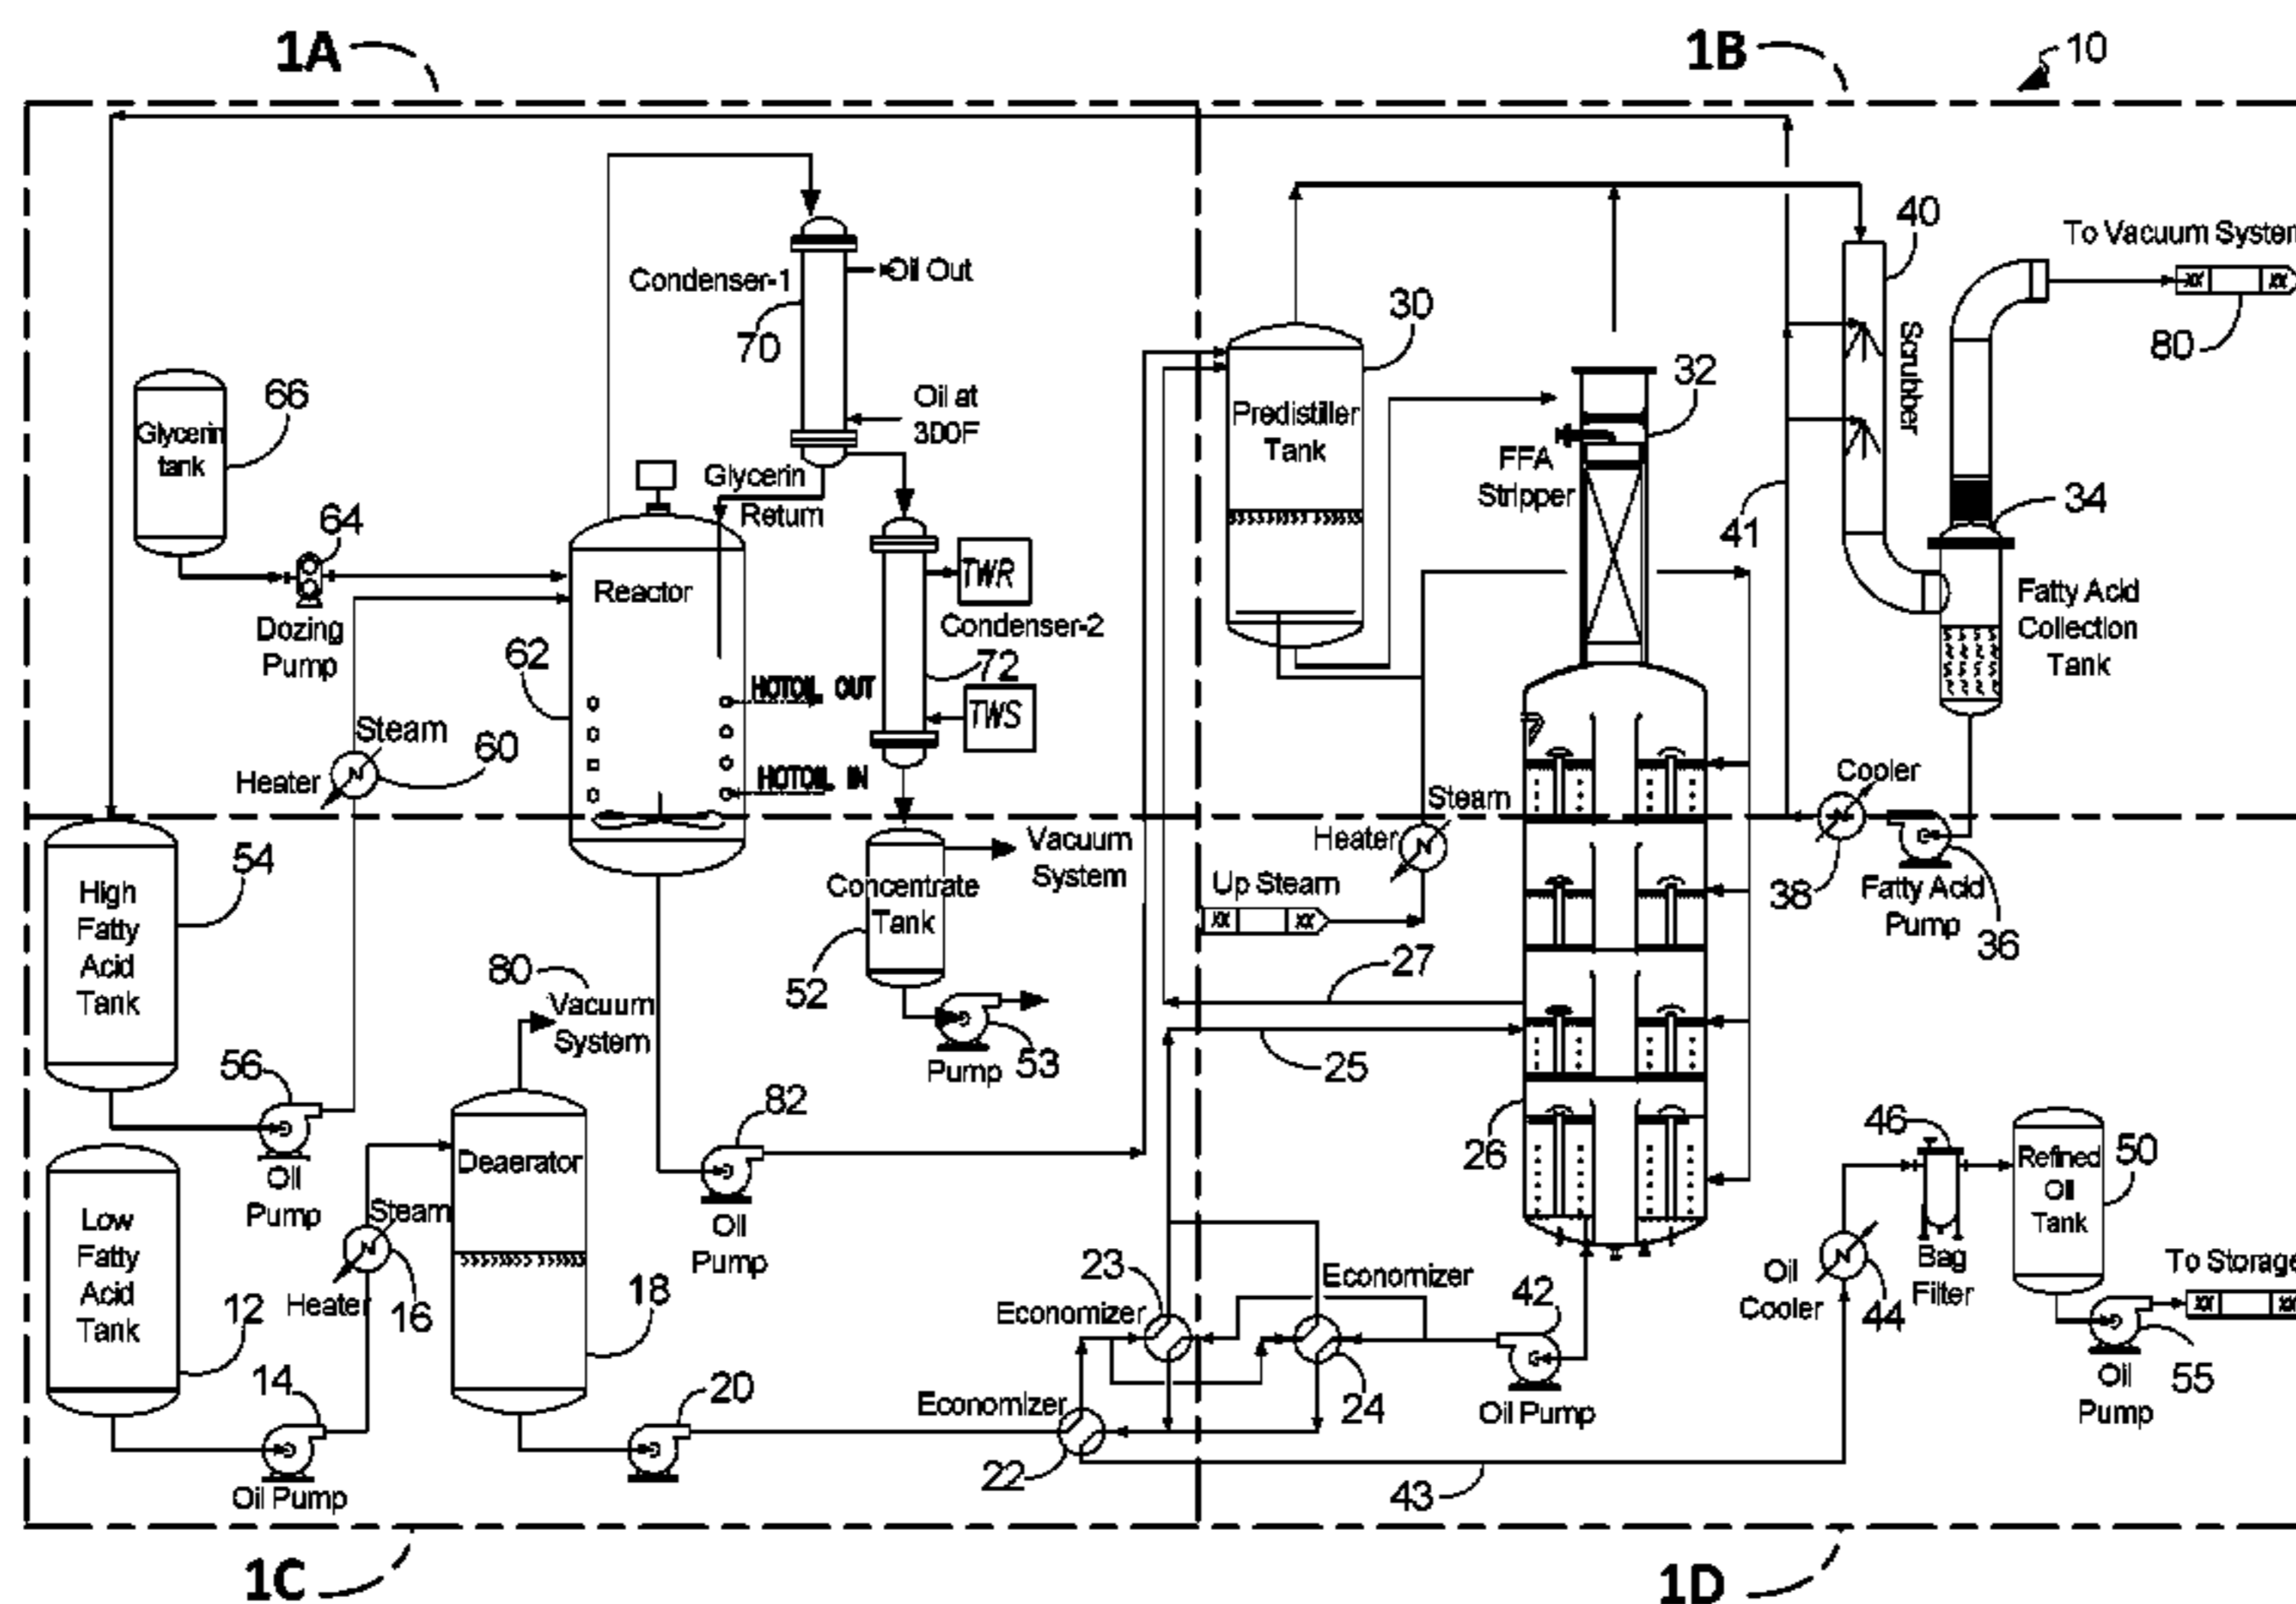 1A
1B
10
Condenser-1
70
Oil Out
Oil at
300F
Glycerin
Return
Glycerin
tank
66
64
Dozing
Pump
Reactor
62
HOTOIL OUT
HOTOIL IN
TWR
Condenser-2
72
TWS
Steam
Heater
60
30
Predistiller
Tank
32
FFA
Stripper
40
Scrubber
41
To Vacuum System
XX
XX
80
34
Fatty Acid
Collection
Tank
Cooler
38
Fatty Acid
Pump
36
Steam
Heater
Up Steam
XX
XX
54
High
Fatty
Acid
Tank
56
Oil
Pump
Low
Fatty
Acid
Tank
12
14
Oil Pump
Steam
Heater
16
80
Vacuum
System
Deaerator
18
20
82
Oil
Pump
Concentrate
Tank
52
Vacuum
System
Pump
53
27
25
26
23
Economizer
Economizer
24
Economizer
22
42
Oil Pump
43
Oil
Cooler
44
46
Bag
Filter
Refined
Oil
Tank
50
To Storage
XX
XX
Oil
Pump
55
1C
1D